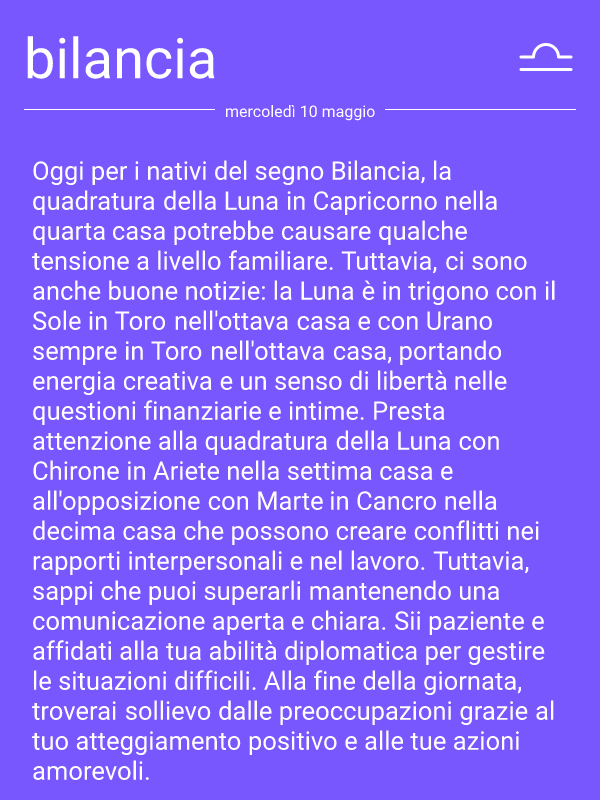 bilancia
mercoledì 10 maggio
Oggi per i nativi del segno Bilancia, la
quadratura della Luna in Capricorno nella
quarta casa potrebbe causare qualche
tensione a livello familiare. Tuttavia, ci sono
anche buone notizie: la Luna è in trigono con il
Sole in Toro nell'ottava casa e con Urano
sempre in Toro nell'ottava casa, portando
energia creativa e un senso di libertà nelle
questioni finanziarie e intime. Presta
attenzione alla quadratura della Luna con
Chirone in Ariete nella settima casa e
all'opposizione con Marte in Cancro nella
decima casa che possono creare conflitti nei
rapporti interpersonali e nel lavoro. Tuttavia,
sappi che puoi superarli mantenendo una
comunicazione aperta e chiara. Sii paziente e
affidati alla tua abilità diplomatica per gestire
le situazioni difficili. Alla fine della giornata,
troverai sollievo dalle preoccupazioni grazie al
tuo atteggiamento positivo e alle tue azioni
amorevoli.